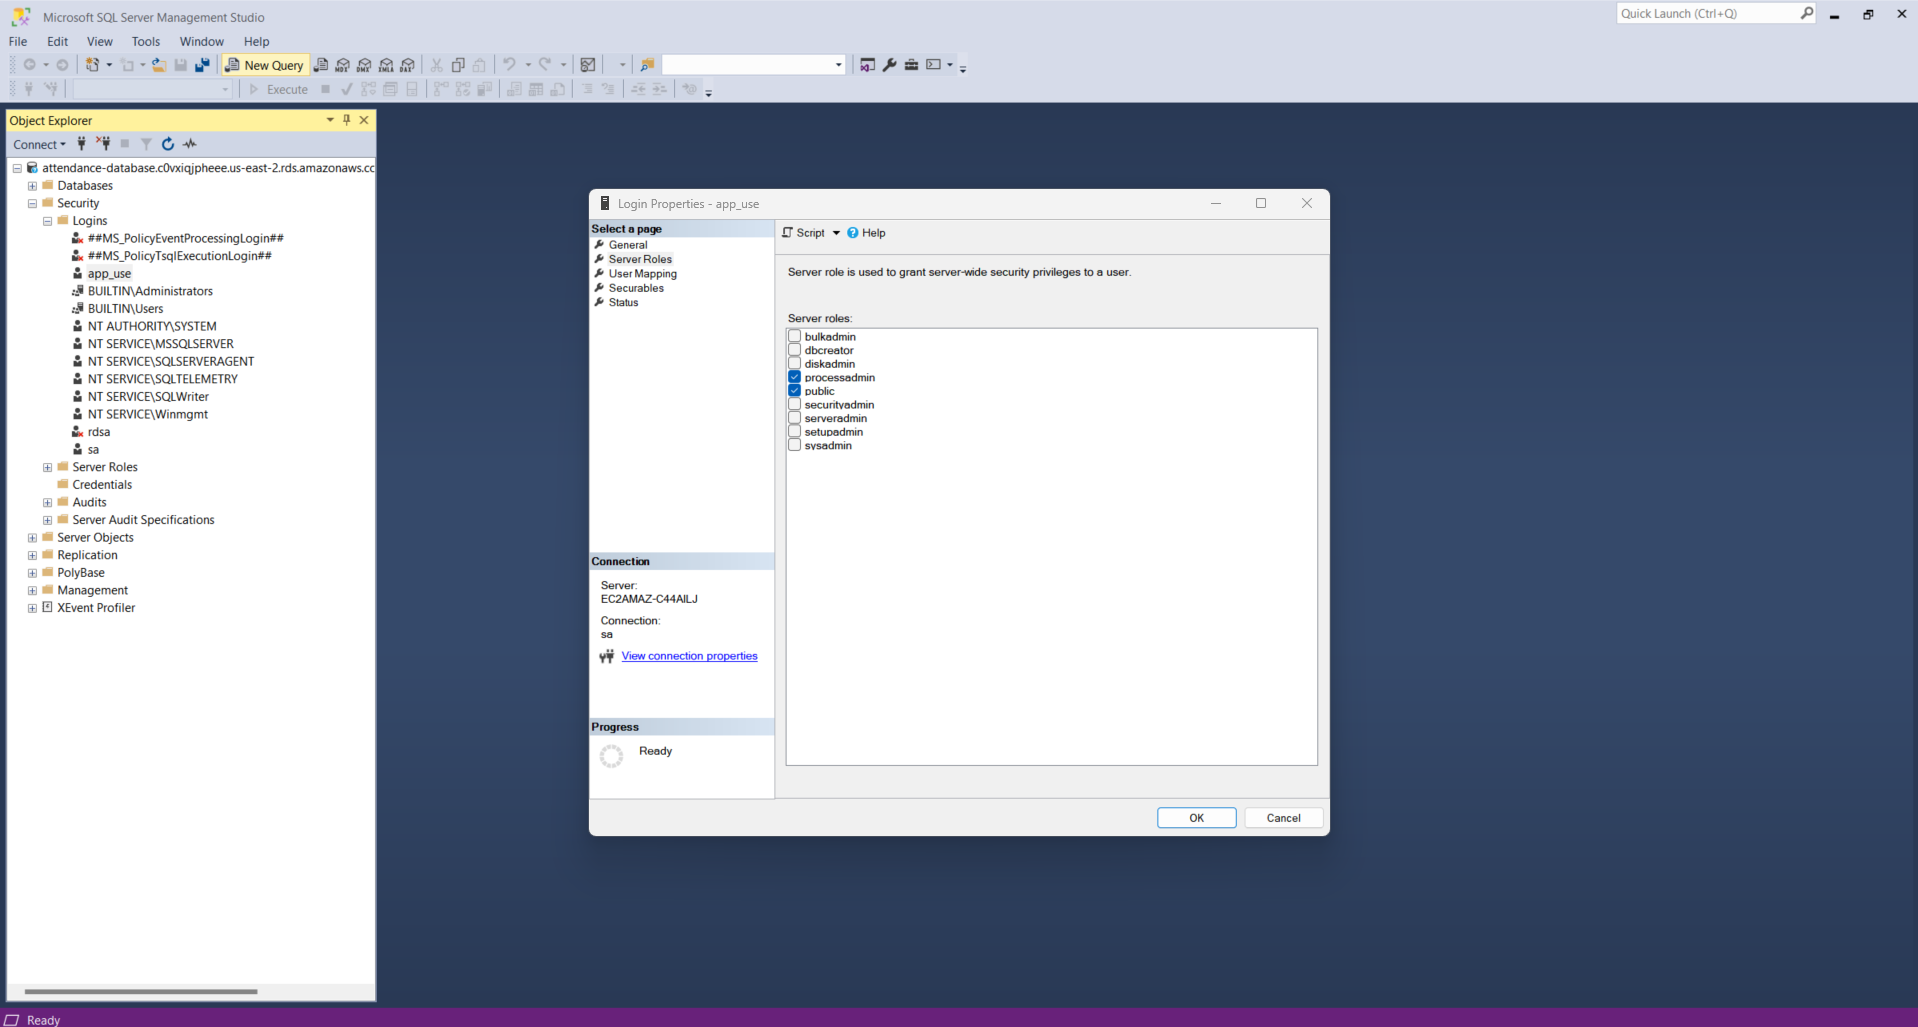 Microsoft SQL Server Management Studio
Quick Launch (Ctrl+Q)
File Edit View Tools Window Help
New Query
MDX DMX XMLA DAX
Execute
Object Explorer
Connect
attendance-database.c0vxiqjpheee.us-east-2.rds.amazonaws.cc
Databases
Security
Logins
##MS_PolicyEventProcessingLogin##
##MS_PolicyTsqlExecutionLogin##
app_use
BUILTIN\Administrators
BUILTIN\Users
NT AUTHORITY\SYSTEM
NT SERVICE\MSSQLSERVER
NT SERVICE\SQLSERVERAGENT
NT SERVICE\SQLTELEMETRY
NT SERVICE\SQLWriter
NT SERVICE\Winmgmt
rdsa
sa
Server Roles
Credentials
Audits
Server Audit Specifications
Server Objects
Replication
PolyBase
Management
XEvent Profiler
Login Properties - app_use
Select a page
General
Server Roles
User Mapping
Securables
Status
Script Help
Server role is used to grant server-wide security privileges to a user.
Server roles:
bulkadmin
dbcreator
diskadmin
processadmin
public
securityadmin
serveradmin
setupadmin
sysadmin
Connection
Server:
EC2AMAZ-C44AILJ
Connection:
sa
View connection properties
Progress
Ready
OK Cancel
Ready